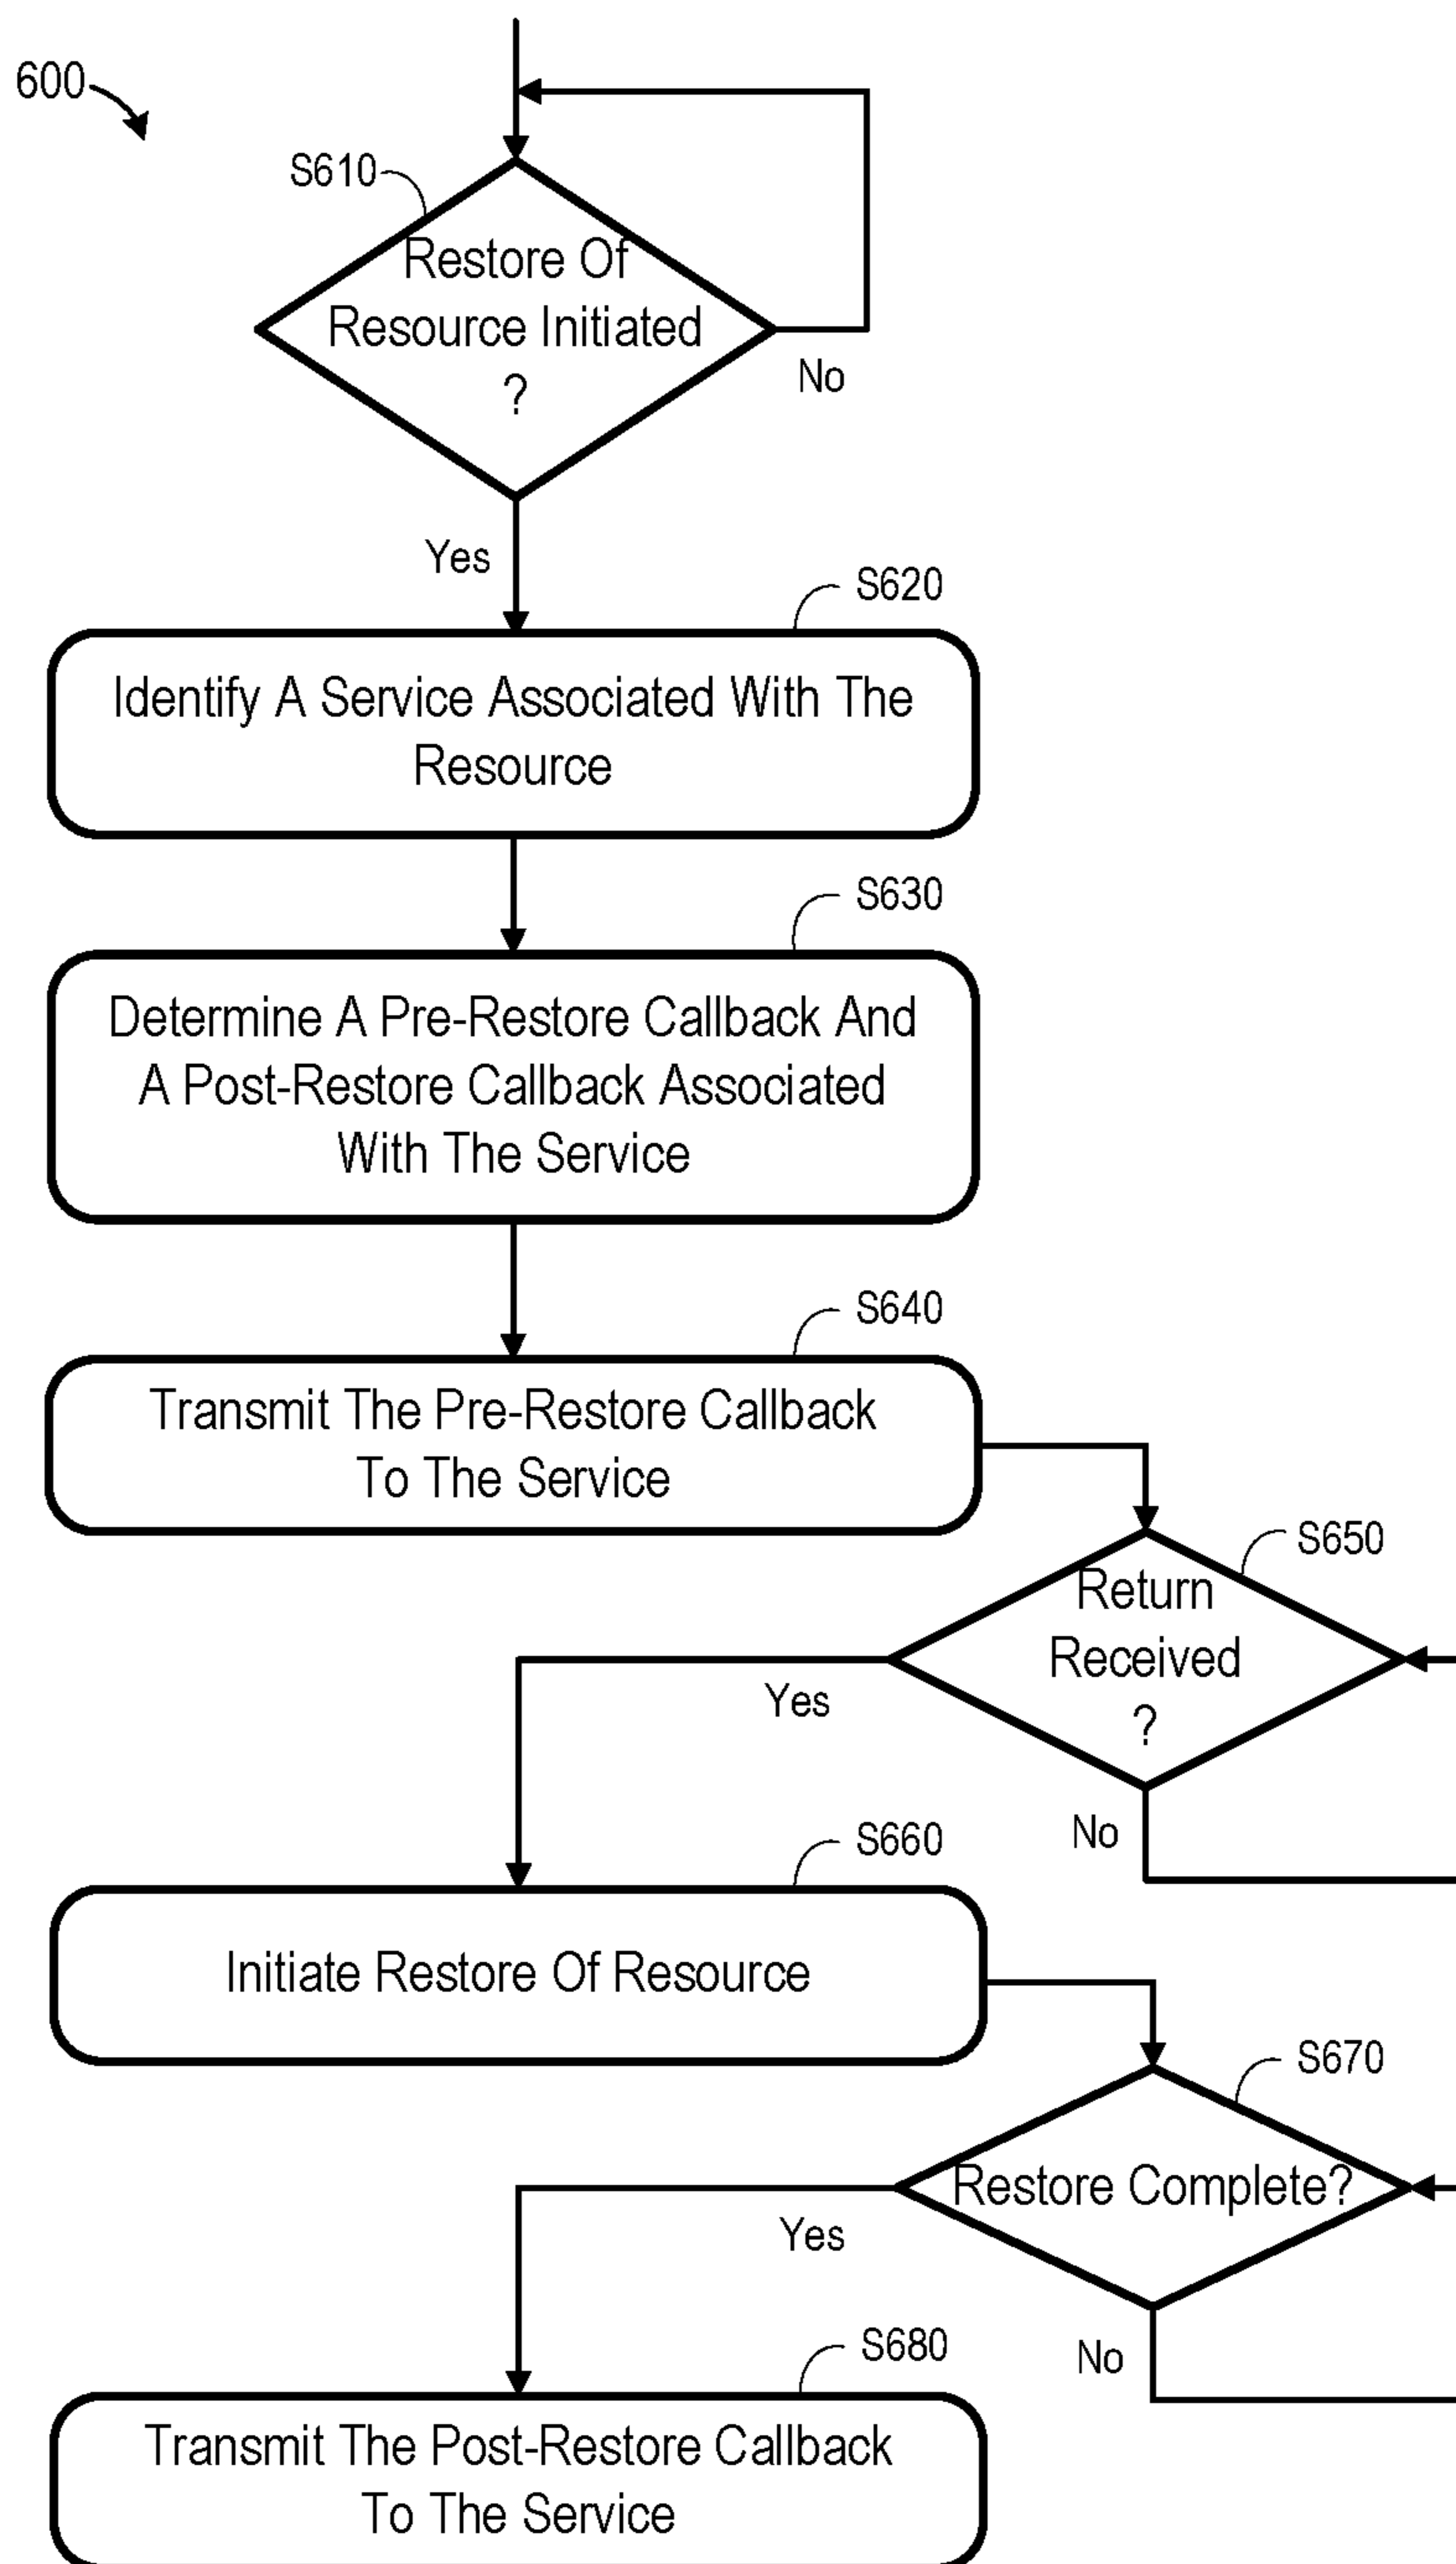 600
S610
Restore Of
Resource Initiated
?
No
Yes
S620
Identify A Service Associated With The
Resource
S630
Determine A Pre-Restore Callback And
A Post-Restore Callback Associated
With The Service
S640
Transmit The Pre-Restore Callback
To The Service
S650
Return
Received
?
Yes
No
S660
Initiate Restore Of Resource
S670
Restore Complete?
Yes
No
S680
Transmit The Post-Restore Callback
To The Service